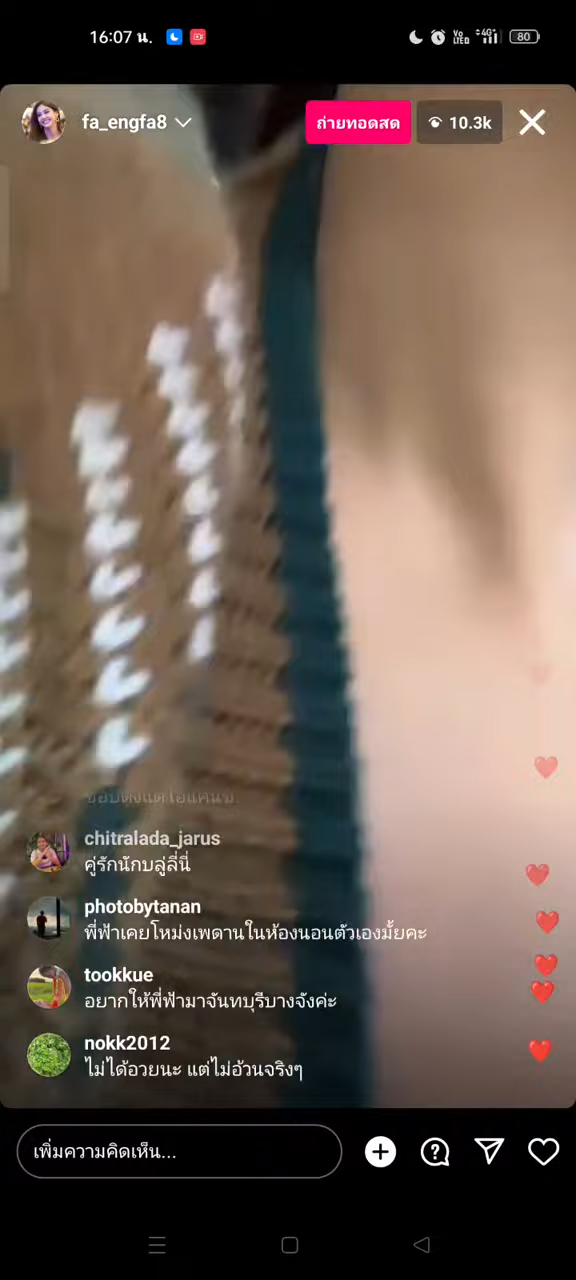 16:07 น.
80
fa_engfa8
ถ่ายทอดสด
10.3k
chitralada_jarus
คู่รักนักบลู่ลี่นี่
photobytanan
พี่ฟ้าเคยโหม่งเพดานในห้องนอนตัวเองมั้ยคะ
tookkue
อยากให้พี่ฟ้ามาจันทบุรีบางจังค่ะ
nokk2012
ไม่ได้อวยนะ แต่ไม่อ้วนจริงๆ
เพิ่มความคิดเห็น...